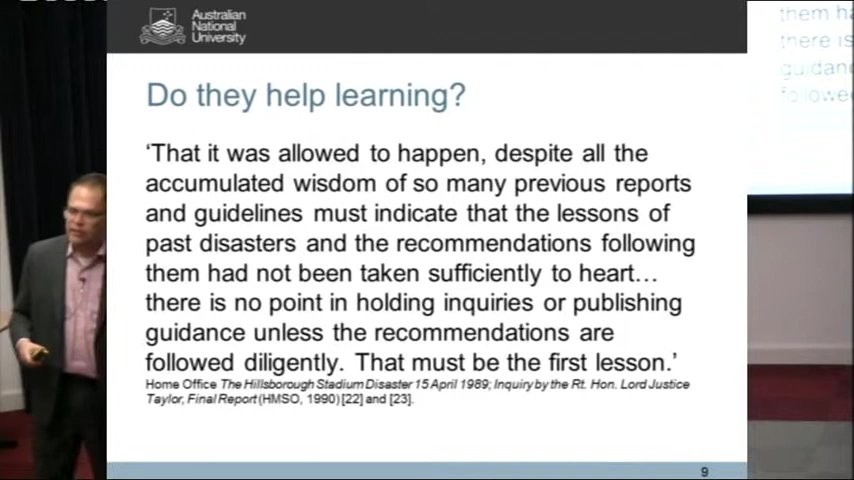 Australian
National
University
Do they help learning?
‘That it was allowed to happen, despite all the
accumulated wisdom of so many previous reports
and guidelines must indicate that the lessons of
past disasters and the recommendations following
them had not been taken sufficiently to heart…
there is no point in holding inquiries or publishing
guidance unless the recommendations are
followed diligently. That must be the first lesson.’
Home Office The Hillsborough Stadium Disaster 15 April 1989; Inquiry by the Rt. Hon. Lord Justice
Taylor, Final Report (HMSO, 1990) [22] and [23].
9
them ha
there is
guidan
followe